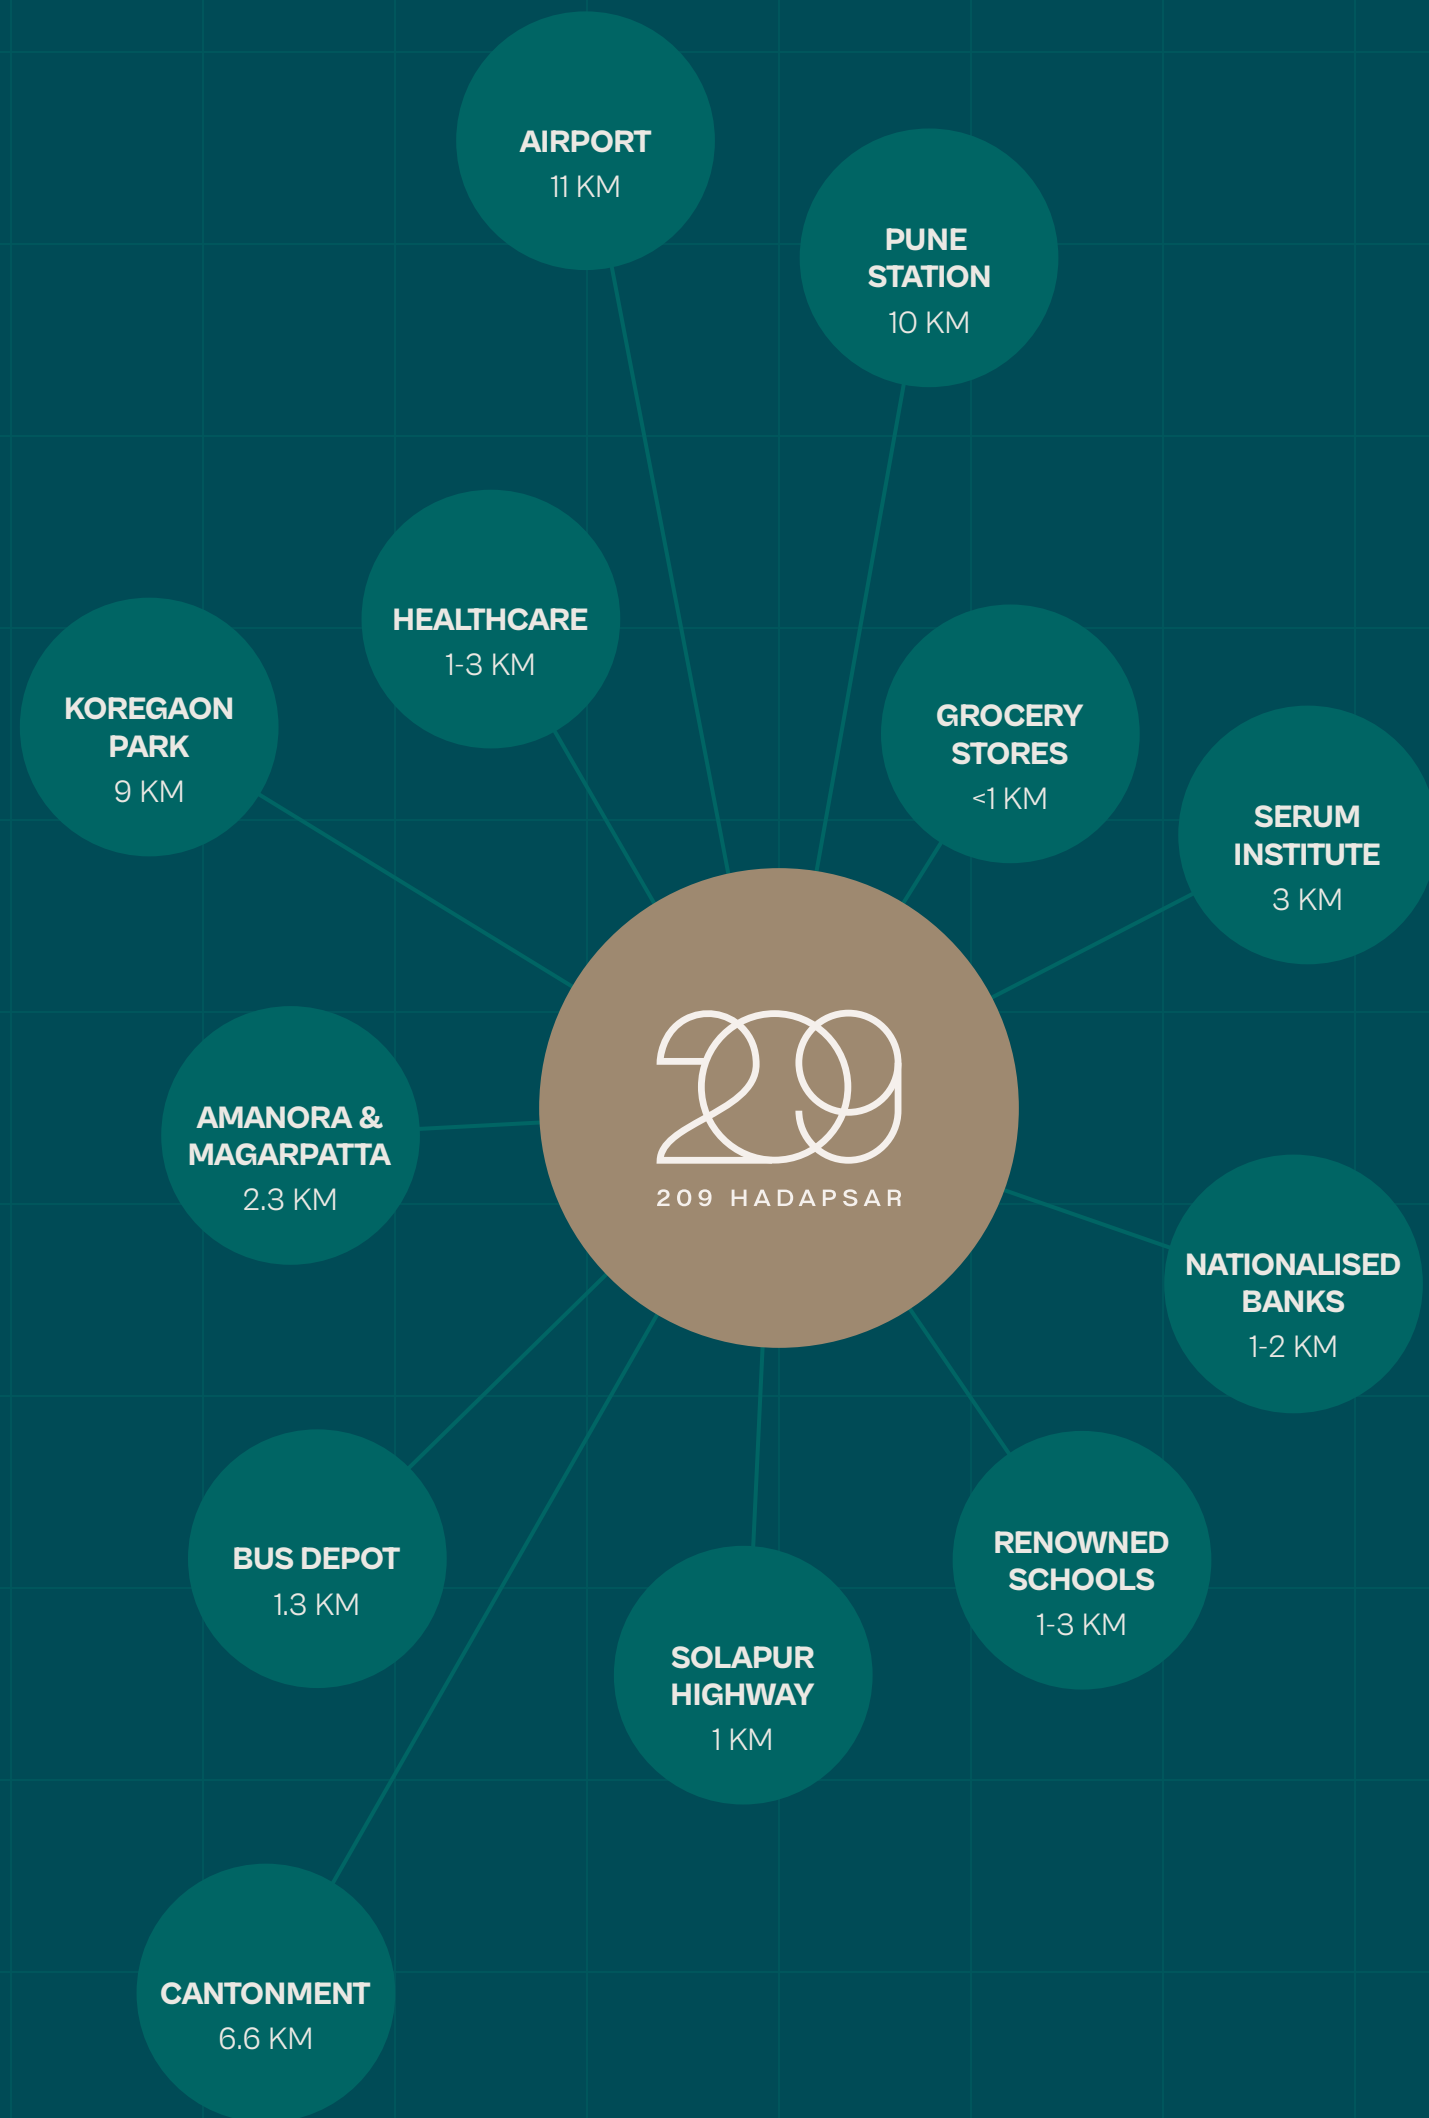 AIRPORT
11 KM
PUNE
STATION
10 KM
HEALTHCARE
1-3 KM
KOREGAON
PARK
9 KM
GROCERY
STORES
<1 KM
SERUM
INSTITUTE
3 KM
209
209 HADAPSAR
AMANORA &
MAGARPATTA
2.3 KM
NATIONALISED
BANKS
1-2 KM
BUS DEPOT
1.3 KM
RENOWNED
SCHOOLS
1-3 KM
SOLAPUR
HIGHWAY
1 KM
CANTONMENT
6.6 KM